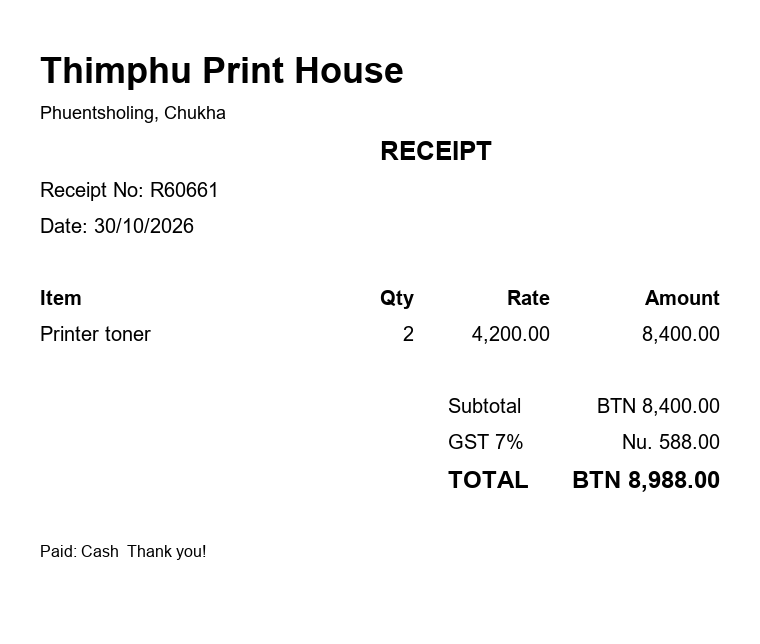 Thimphu Print House
Phuentsholing, Chukha
RECEIPT
Receipt No: R60661
Date: 30/10/2026
Item Qty Rate Amount
Printer toner 2 4,200.00 8,400.00
Subtotal BTN 8,400.00
GST 7% Nu. 588.00
TOTAL BTN 8,988.00
Paid: Cash  Thank you!